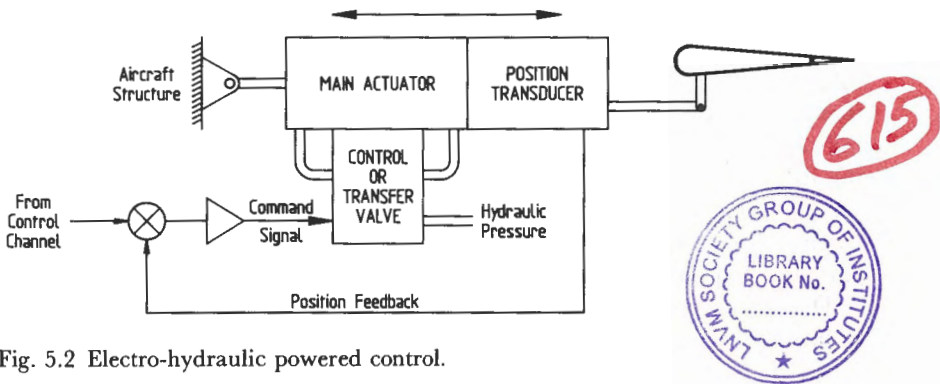 Aircraft
Structure
MAIN ACTUATOR
POSITION
TRANSDUCER
CONTROL
OR
TRANSFER
VALVE
From
Control
Channel
Command
Signal
Hydraulic
Pressure
Position Feedback
615
LNVM SOCIETY GROUP OF INSTITUTES
LIBRARY
BOOK No.
Fig. 5.2 Electro-hydraulic powered control.